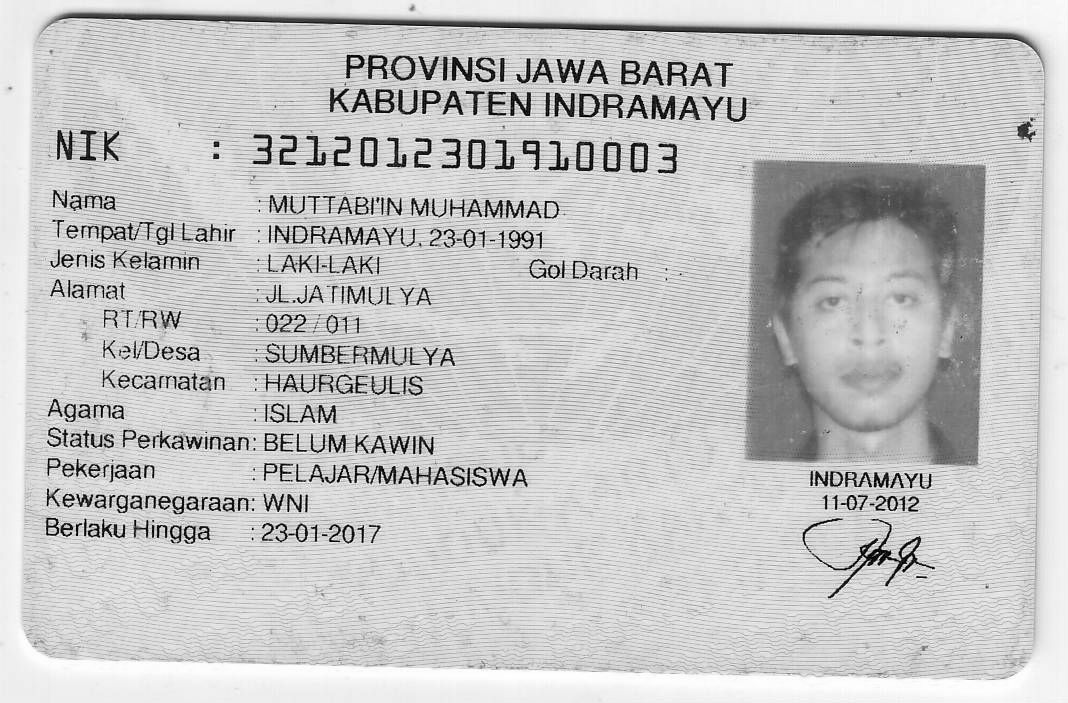 PROVINSI JAWA BARAT
KABUPATEN INDRAMAYU
NIK : 3212012301910003
Nama : MUTTABI'IN MUHAMMAD
Tempat/Tgl Lahir : INDRAMAYU, 23-01-1991
Jenis Kelamin : LAKI-LAKI Gol Darah : -
Alamat : JL.JATIMULYA
RT/RW : 022 / 011
Kel/Desa : SUMBERMULYA
Kecamatan : HAURGEULIS
Agama : ISLAM
Status Perkawinan: BELUM KAWIN
Pekerjaan : PELAJAR/MAHASISWA
Kewarganegaraan: WNI
Berlaku Hingga : 23-01-2017
INDRAMAYU
11-07-2012